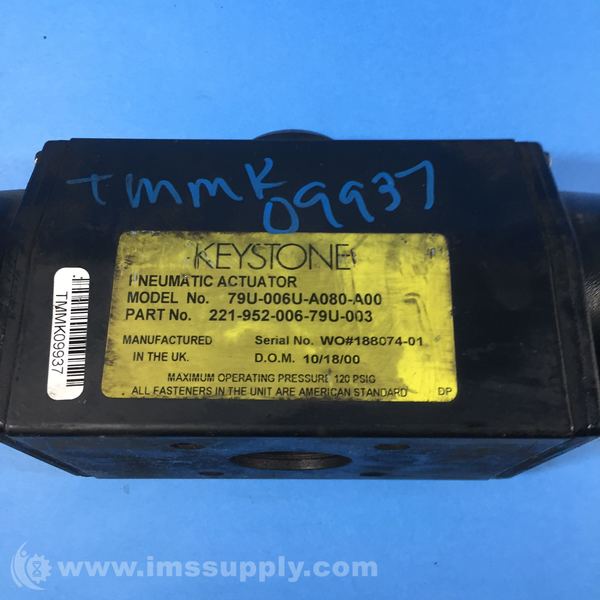 TMMK
09937
KEYSTONE
PNEUMATIC ACTUATOR
MODEL No. 79U-006U-A080-A00
PART No. 221-952-006-79U-003
MANUFACTURED Serial No. WO#188074-01
IN THE UK. D.O.M. 10/18/00
MAXIMUM OPERATING PRESSURE 120 PSIG
ALL FASTENERS IN THE UNIT ARE AMERICAN STANDARD DP
TMMK09937
© www.imssupply.com